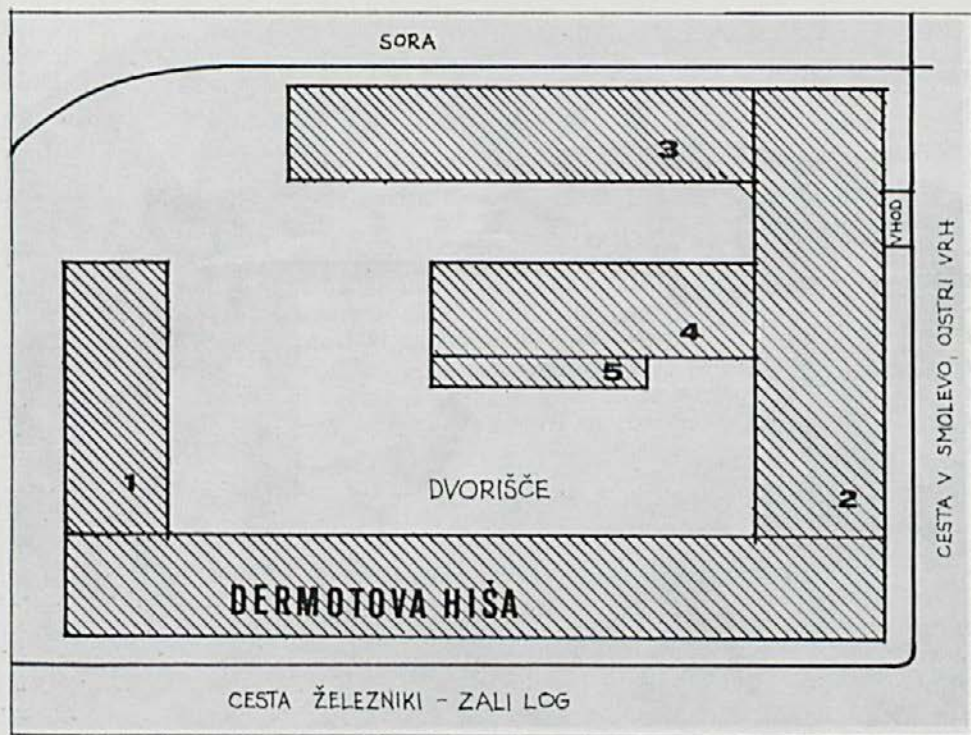 SORA
3
VHOD
CESTA V SMOLEVO, OJSTRI VRH
4
5
1
DVORIŠČE
2
DERMOTOVA HIŠA
CESTA ŽELEZNIKI - ZALI LOG